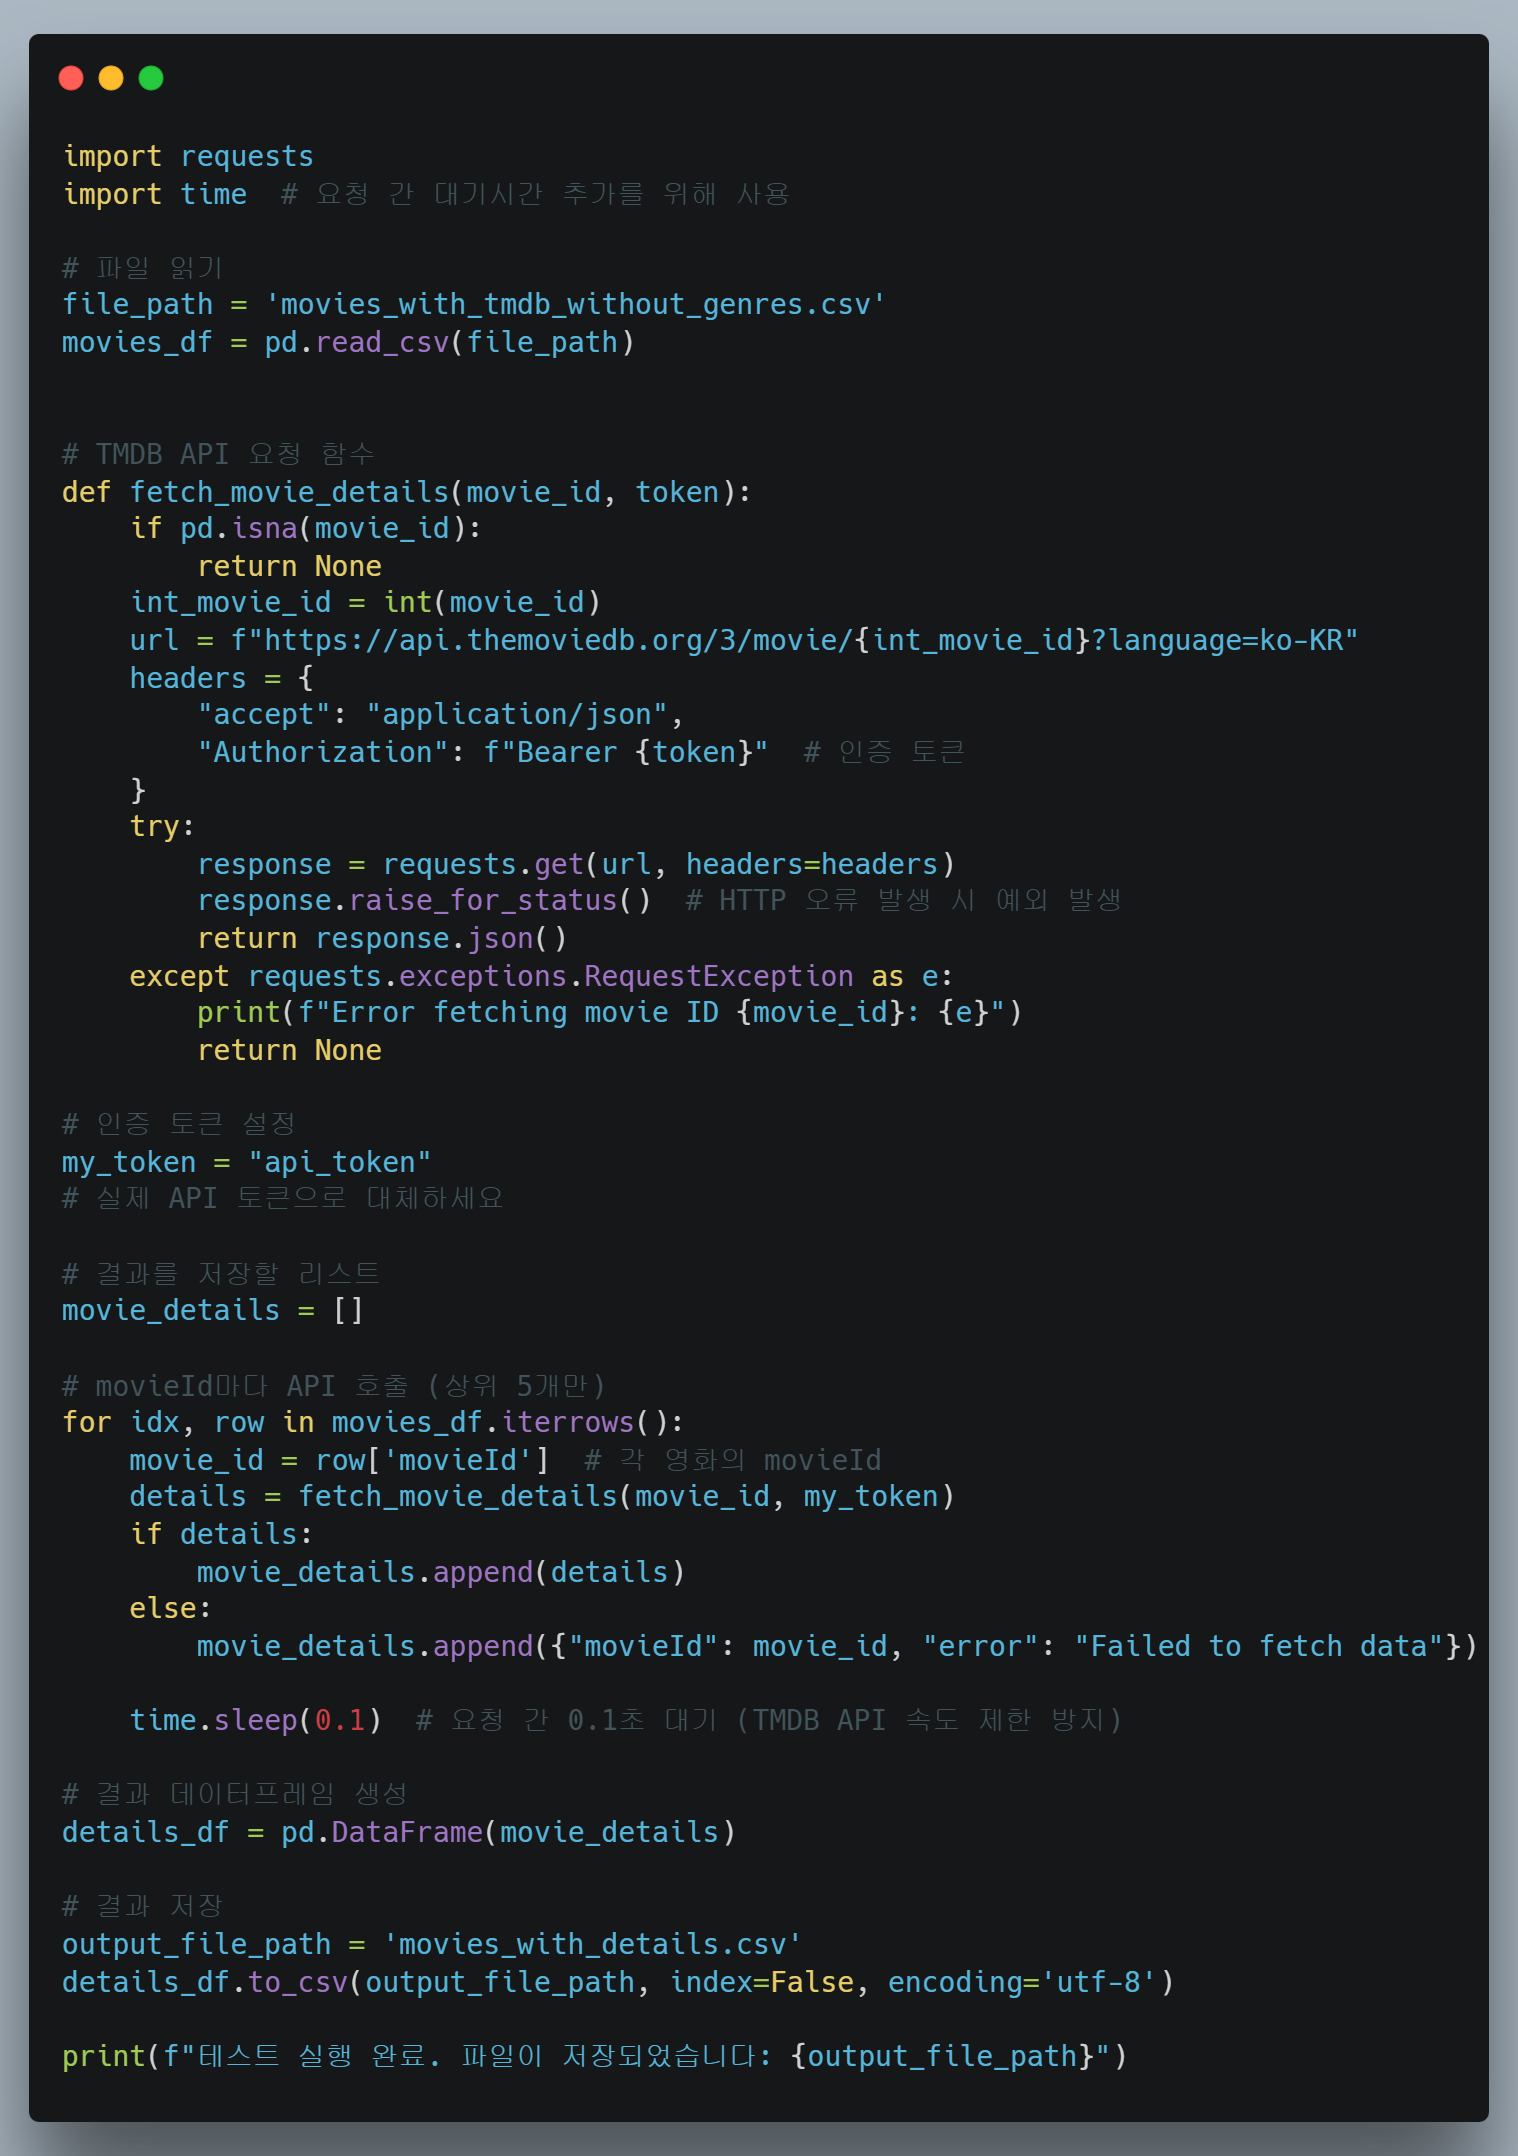 import requests
import time  # 요청 간 대기시간 추가를 위해 사용
# 파일 읽기
file_path = 'movies_with_tmdb_without_genres.csv'
movies_df = pd.read_csv(file_path)
# TMDB API 요청 함수
def fetch_movie_details(movie_id, token):
    if pd.isna(movie_id):
        return None
    int_movie_id = int(movie_id)
    url = f"https://api.themoviedb.org/3/movie/{int_movie_id}?language=ko-KR"
    headers = {
        "accept": "application/json",
        "Authorization": f"Bearer {token}"  # 인증 토큰
    }
    try:
        response = requests.get(url, headers=headers)
        response.raise_for_status()  # HTTP 오류 발생 시 예외 발생
        return response.json()
    except requests.exceptions.RequestException as e:
        print(f"Error fetching movie ID {movie_id}: {e}")
        return None
# 인증 토큰 설정
my_token = "api_token"
# 실제 API 토큰으로 대체하세요
# 결과를 저장할 리스트
movie_details = []
# movieId마다 API 호출 (상위 5개만)
for idx, row in movies_df.iterrows():
    movie_id = row['movieId']  # 각 영화의 movieId
    details = fetch_movie_details(movie_id, my_token)
    if details:
        movie_details.append(details)
    else:
        movie_details.append({"movieId": movie_id, "error": "Failed to fetch data"})
    time.sleep(0.1)  # 요청 간 0.1초 대기 (TMDB API 속도 제한 방지)
# 결과 데이터프레임 생성
details_df = pd.DataFrame(movie_details)
# 결과 저장
output_file_path = 'movies_with_details.csv'
details_df.to_csv(output_file_path, index=False, encoding='utf-8')
print(f"테스트 실행 완료. 파일이 저장되었습니다: {output_file_path}")